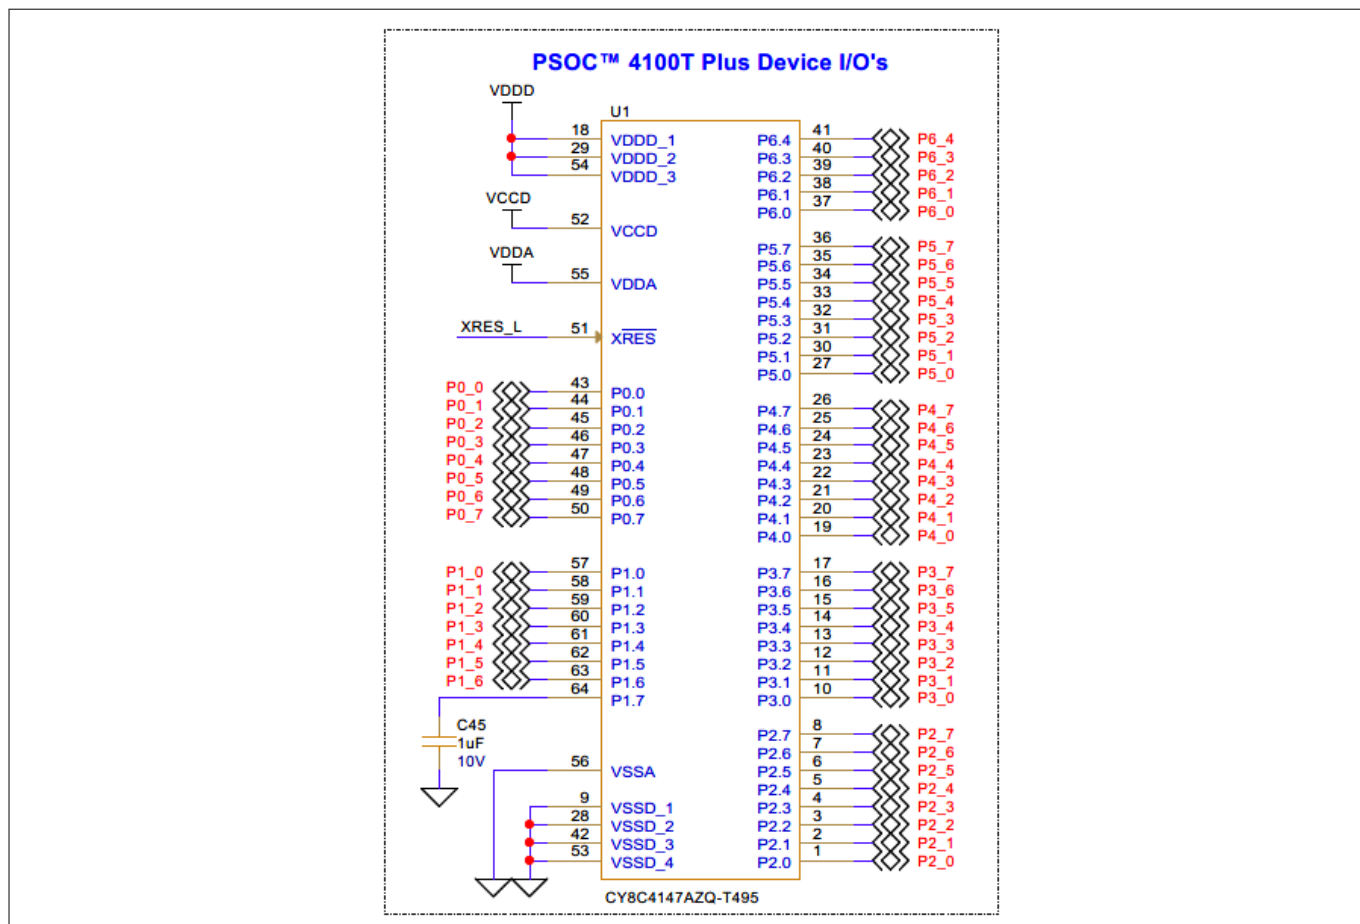 PSOC™ 4100T Plus Device I/O's
VDDD
U1
18 VDDD_1
29 VDDD_2
54 VDDD_3
VCCD
52 VCCD
VDDA
55 VDDA
XRES_L 51 XRES
P0_0 43 P0.0
P0_1 44 P0.1
P0_2 45 P0.2
P0_3 46 P0.3
P0_4 47 P0.4
P0_5 48 P0.5
P0_6 49 P0.6
P0_7 50 P0.7
P1_0 57 P1.0
P1_1 58 P1.1
P1_2 59 P1.2
P1_3 60 P1.3
P1_4 61 P1.4
P1_5 62 P1.5
P1_6 63 P1.6
64 P1.7
C45
1uF
10V
56 VSSA
9 VSSD_1
28 VSSD_2
42 VSSD_3
53 VSSD_4
P6.4 41 P6_4
P6.3 40 P6_3
P6.2 39 P6_2
P6.1 38 P6_1
P6.0 37 P6_0
P5.7 36 P5_7
P5.6 35 P5_6
P5.5 34 P5_5
P5.4 33 P5_4
P5.3 32 P5_3
P5.2 31 P5_2
P5.1 30 P5_1
P5.0 27 P5_0
P4.7 26 P4_7
P4.6 25 P4_6
P4.5 24 P4_5
P4.4 23 P4_4
P4.3 22 P4_3
P4.2 21 P4_2
P4.1 20 P4_1
P4.0 19 P4_0
P3.7 17 P3_7
P3.6 16 P3_6
P3.5 15 P3_5
P3.4 14 P3_4
P3.3 13 P3_3
P3.2 12 P3_2
P3.1 11 P3_1
P3.0 10 P3_0
P2.7 8 P2_7
P2.6 7 P2_6
P2.5 6 P2_5
P2.4 5 P2_4
P2.3 4 P2_3
P2.2 3 P2_2
P2.1 2 P2_1
P2.0 1 P2_0
CY8C4147AZQ-T495